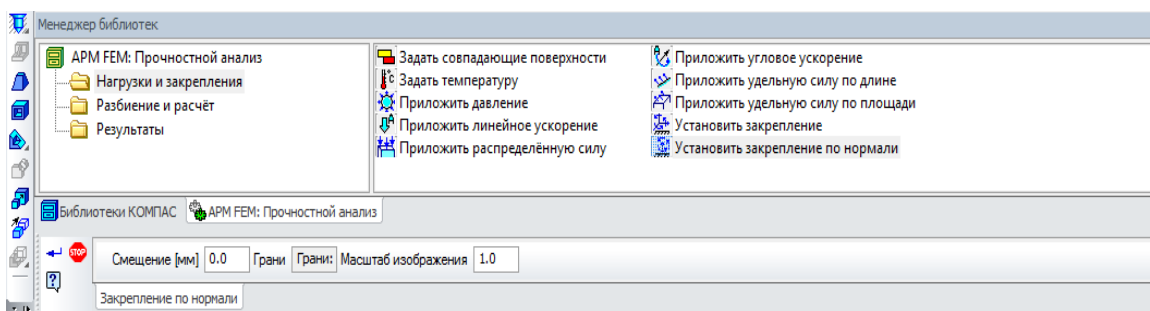 Менеджер библиотек
APM FEM: Прочностной анализ
Нагрузки и закрепления
Разбиение и расчёт
Результаты
Задать совпадающие поверхности
Задать температуру
Приложить давление
Приложить линейное ускорение
Приложить распределённую силу
Приложить угловое ускорение
Приложить удельную силу по длине
Приложить удельную силу по площади
Установить закрепление
Установить закрепление по нормали
Библиотеки КОМПАС APM FEM: Прочностной анализ
STOP Смещение [мм] 0.0 Грани Грани: Масштаб изображения 1.0
Закрепление по нормали